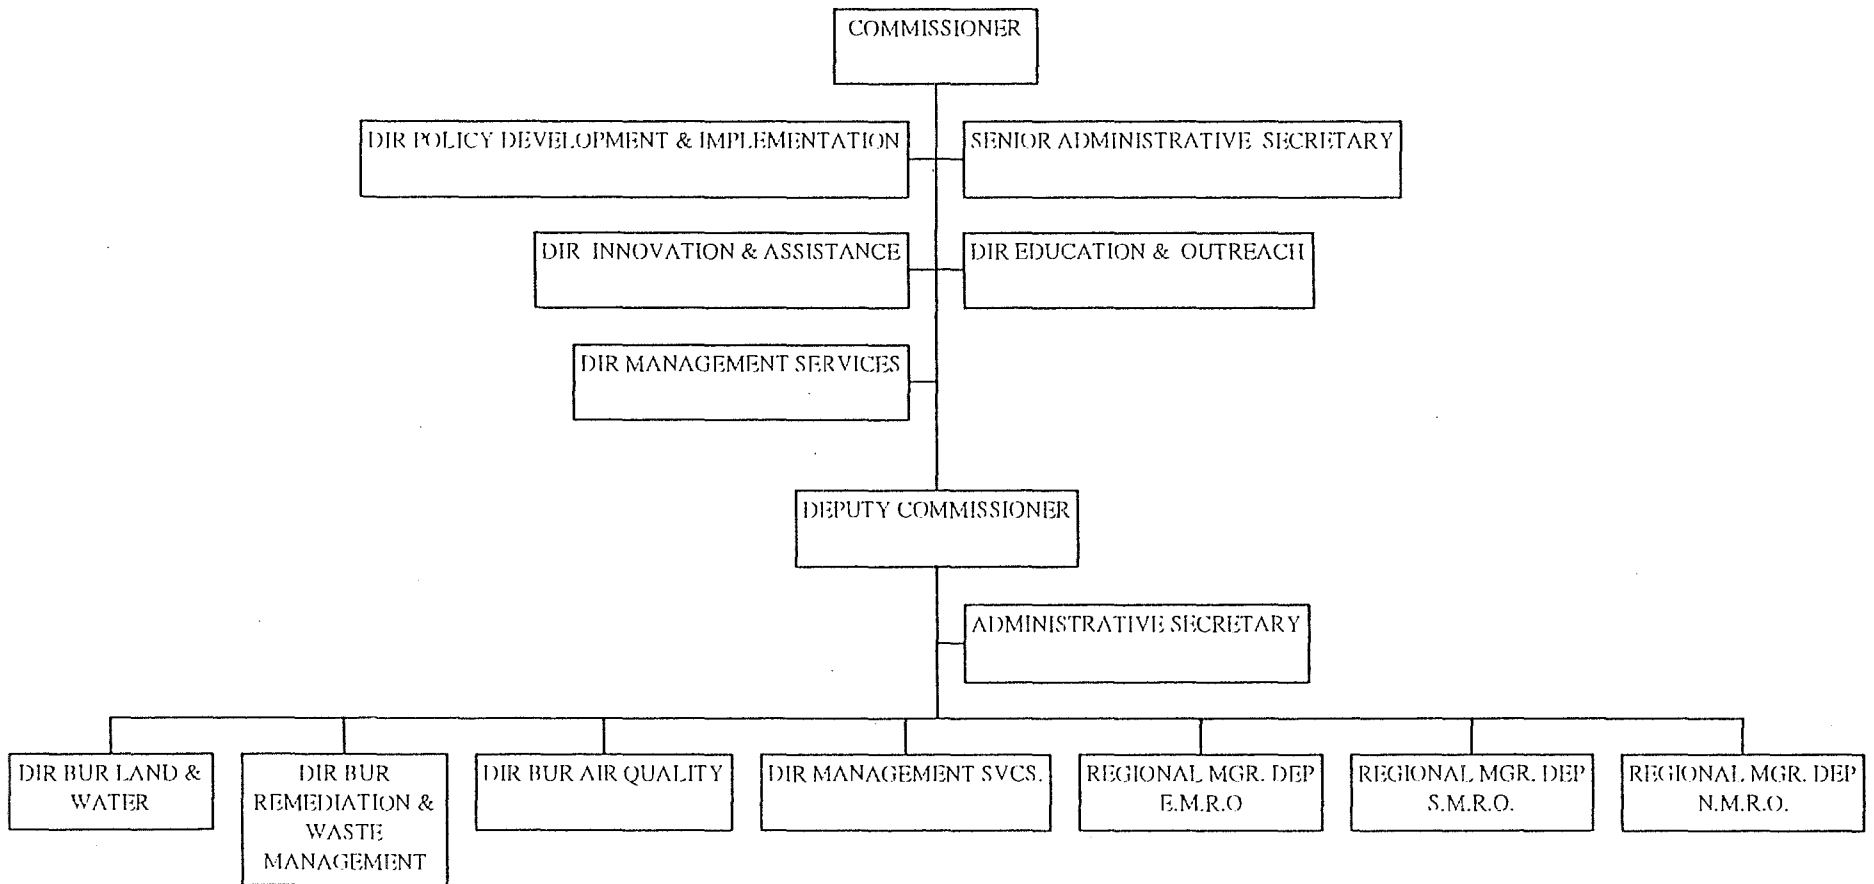 COMMISSIONER
DIR POLICY DEVELOPMENT & IMPLEMENTATION
SENIOR ADMINISTRATIVE SECRETARY
DIR INNOVATION & ASSISTANCE
DIR EDUCATION & OUTREACH
DIR MANAGEMENT SERVICES
DEPUTY COMMISSIONER
ADMINISTRATIVE SECRETARY
DIR BUR LAND &
WATER
DIR BUR
REMEDIATION &
WASTE
MANAGEMENT
DIR BUR AIR QUALITY
DIR MANAGEMENT SVCS.
REGIONAL MGR. DEP
E.M.R.O
REGIONAL MGR. DEP
S.M.R.O.
REGIONAL MGR. DEP
N.M.R.O.